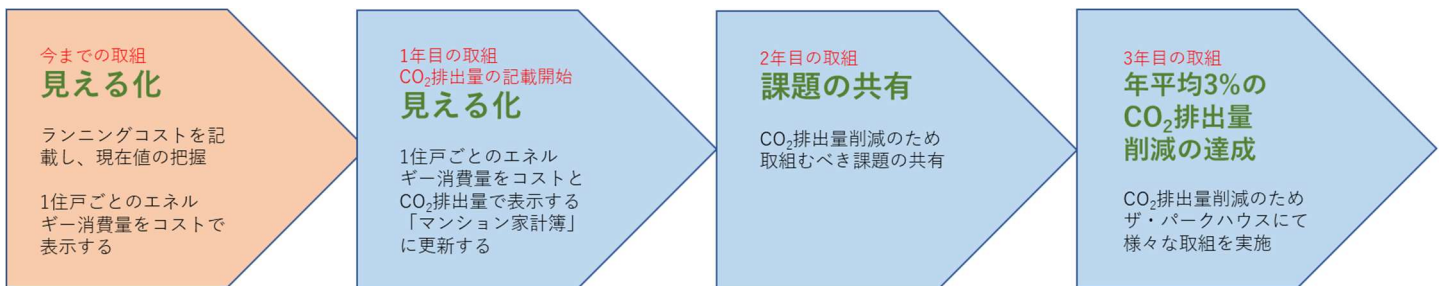 今までの取組
見える化
ランニングコストを記
載し、現在値の把握
1住戸ごとのエネル
ギー消費量をコストで
表示する
1年目の取組
CO₂排出量の記載開始
見える化
1住戸ごとのエネル
ギー消費量をコストと
CO₂排出量で表示する
「マンション家計簿」
に更新する
2年目の取組
課題の共有
CO₂排出量削減のため
取組むべき課題の共有
3年目の取組
年平均3%の
CO₂排出量
削減の達成
CO₂排出量削減のため
ザ・パークハウスにて
様々な取組を実施